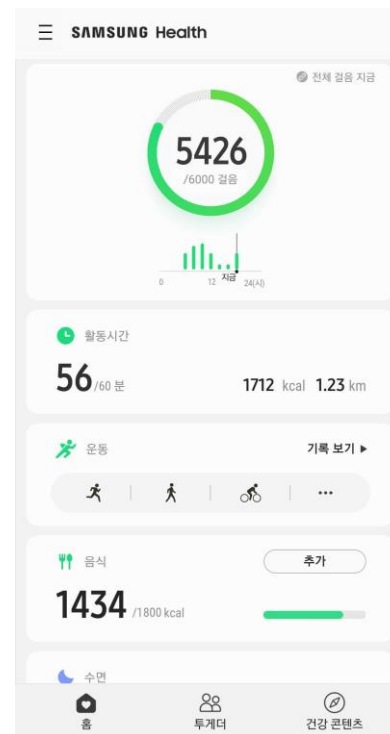 SAMSUNG Health
전체 걸음 지금
5426
/6000 걸음
지금
0 12 24(시)
활동시간
56 /60 분 1712 kcal 1.23 km
운동 기록 보기 ▶
음식 추가
1434 /1800 kcal
수면
홈 투게더 건강 콘텐츠